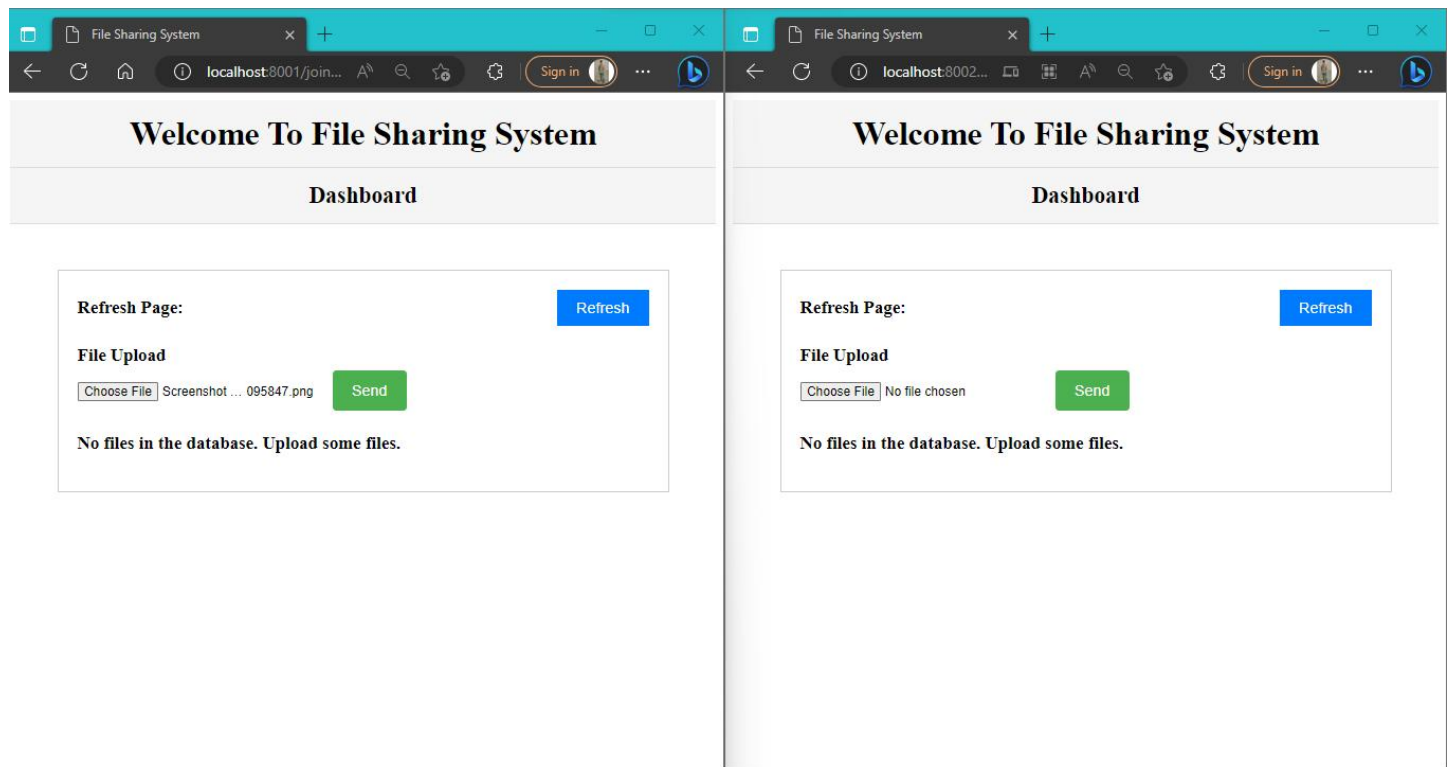 File Sharing System
localhost:8001/join...
Sign in
Welcome To File Sharing System
Dashboard
Refresh Page:
Refresh
File Upload
Choose File Screenshot ... 095847.png
Send
No files in the database. Upload some files.
File Sharing System
localhost:8002...
Sign in
Welcome To File Sharing System
Dashboard
Refresh Page:
Refresh
File Upload
Choose File No file chosen
Send
No files in the database. Upload some files.